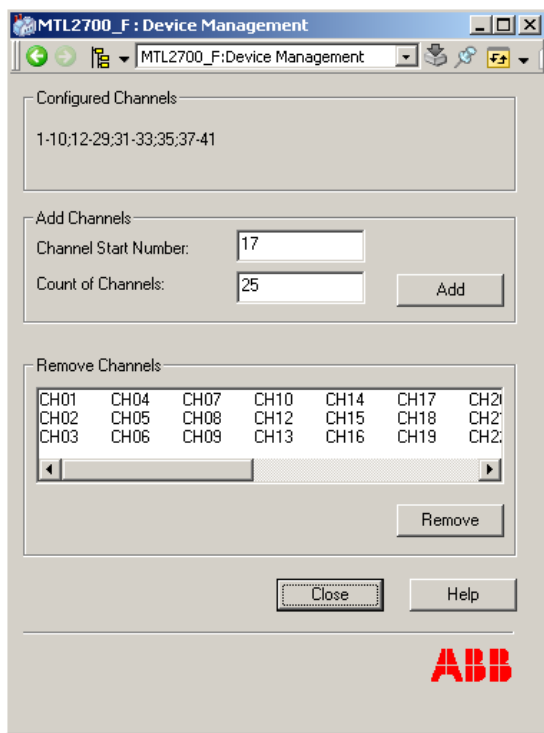 MTL2700_F : Device Management
MTL2700_F:Device Management
Configured Channels
1-10;12-29;31-33;35;37-41
Add Channels
Channel Start Number: 17
Count of Channels: 25
Add
Remove Channels
CH01 CH04 CH07 CH10 CH14 CH17
CH02 CH05 CH08 CH12 CH15 CH18
CH03 CH06 CH09 CH13 CH16 CH19
Remove
Close Help
ABB